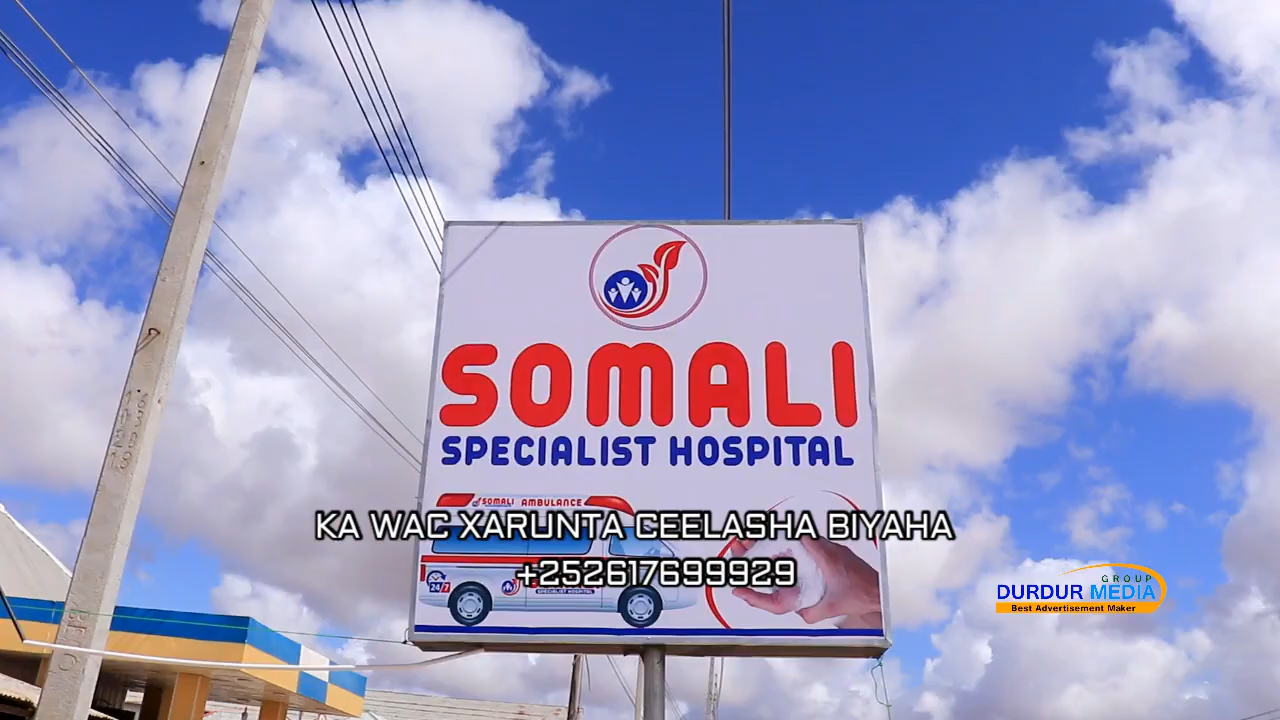 SOMALI
SPECIALIST HOSPITAL
SOMALI AMBULANCE
KA WAC XARUNTA CEELASHA BIYAHA
+252617699929
24/7
SPECIALIST HOSPITAL
GROUP
DURDUR MEDIA
Best Advertisement Maker